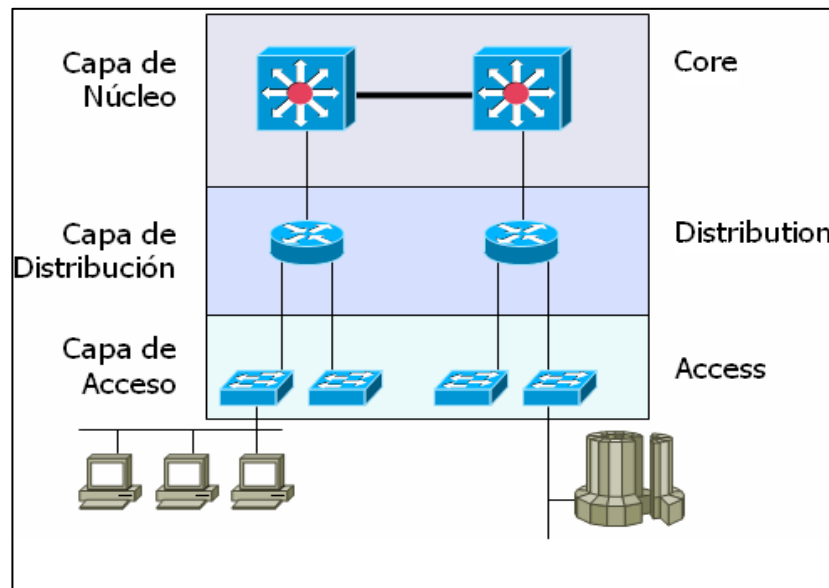 Capa de
Núcleo
Core
Capa de
Distribución
Distribution
Capa de
Acceso
Access